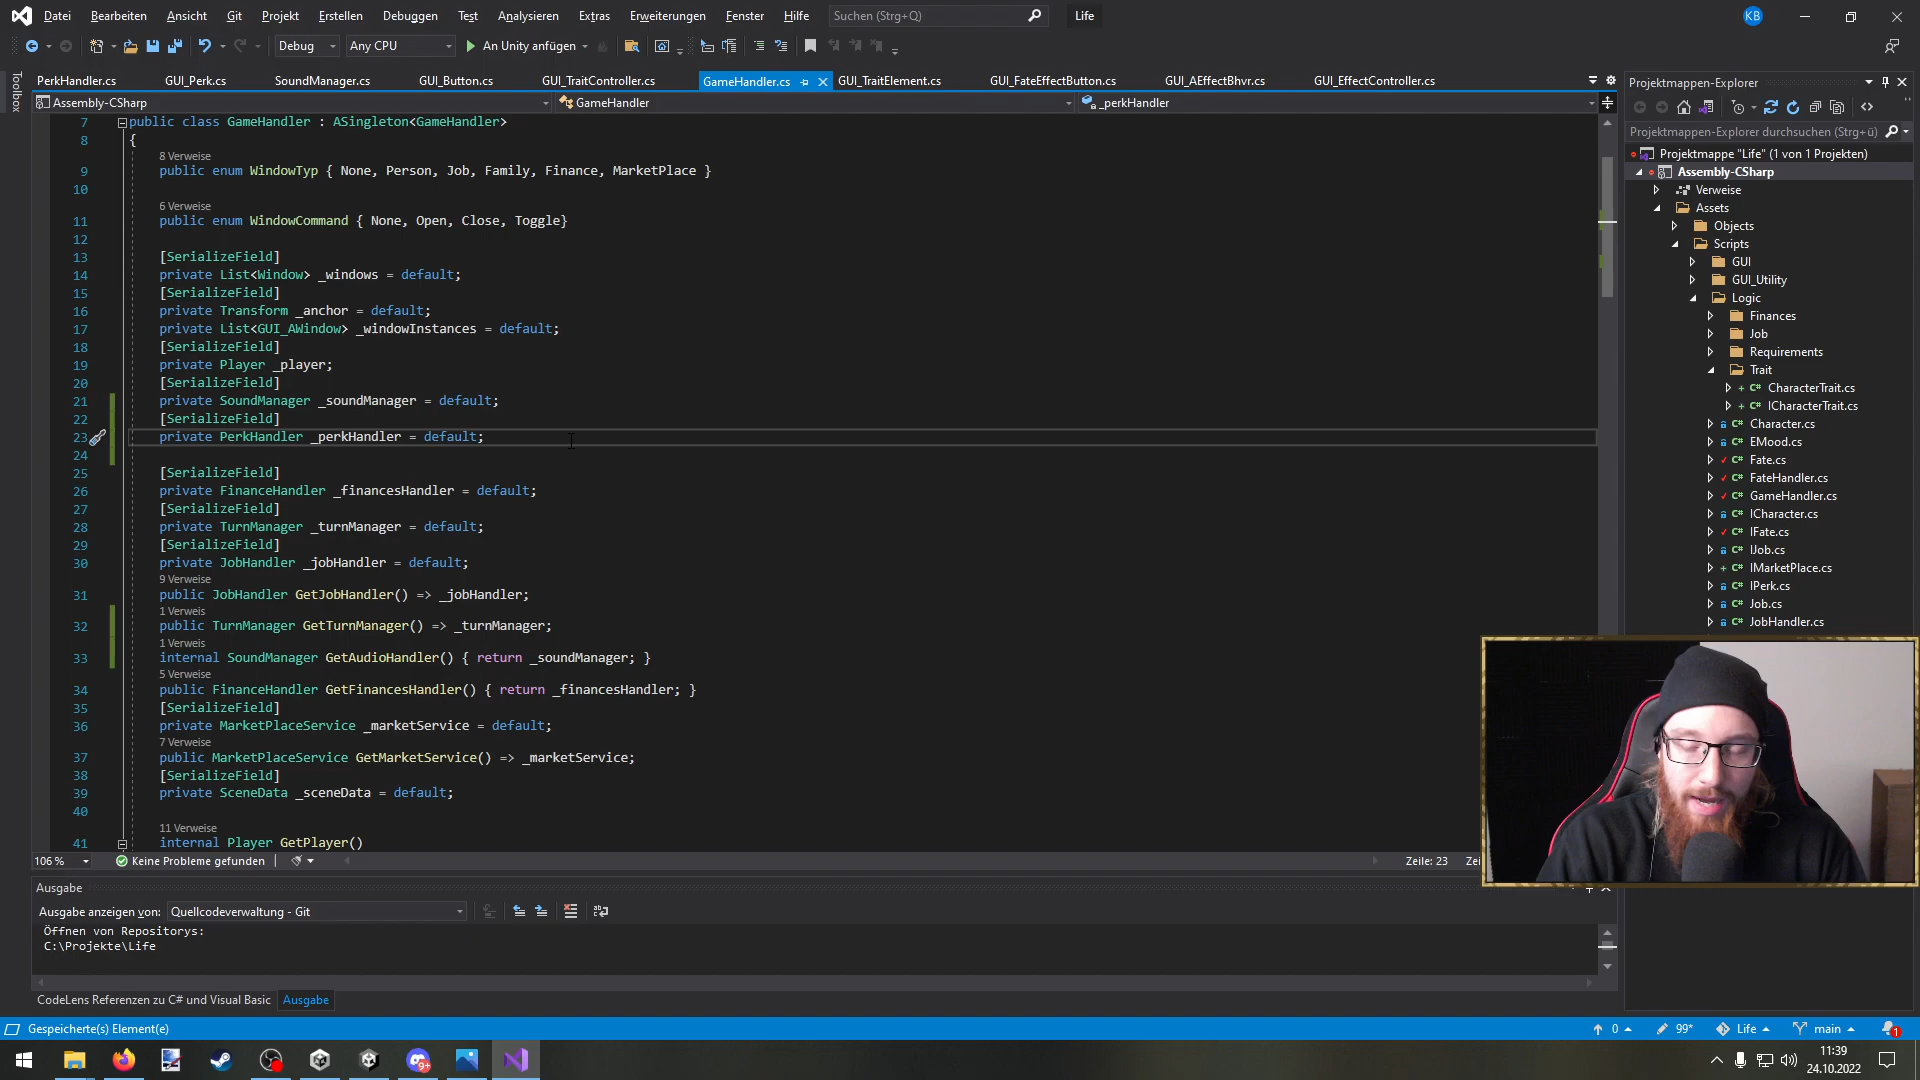 Datei Bearbeiten Ansicht Git Projekt Erstellen Debuggen Test Analysieren Extras Erweiterungen Fenster Hilfe Suchen (Strg+Q) Life KB
Debug Any CPU An Unity anfügen
Toolbox
PerkHandler.cs GUI_Perk.cs SoundManager.cs GUI_Button.cs GUI_TraitController.cs GameHandler.cs GUI_TraitElement.cs GUI_FateEffectButton.cs GUI_AEffectBhvr.cs GUI_EffectController.cs
Assembly-CSharp GameHandler _perkHandler
7 public class GameHandler : ASingleton<GameHandler>
8 {
8 Verweise
9 public enum WindowTyp { None, Person, Job, Family, Finance, MarketPlace }
10
6 Verweise
11 public enum WindowCommand { None, Open, Close, Toggle}
12
13 [SerializeField]
14 private List<Window> _windows = default;
15 [SerializeField]
16 private Transform _anchor = default;
17 private List<GUI_AWindow> _windowInstances = default;
18 [SerializeField]
19 private Player _player;
20 [SerializeField]
21 private SoundManager _soundManager = default;
22 [SerializeField]
23 private PerkHandler _perkHandler = default;
24
25 [SerializeField]
26 private FinanceHandler _financesHandler = default;
27 [SerializeField]
28 private TurnManager _turnManager = default;
29 [SerializeField]
30 private JobHandler _jobHandler = default;
9 Verweise
31 public JobHandler GetJobHandler() => _jobHandler;
1 Verweis
32 public TurnManager GetTurnManager() => _turnManager;
1 Verweis
33 internal SoundManager GetAudioHandler() { return _soundManager; }
5 Verweise
34 public FinanceHandler GetFinancesHandler() { return _financesHandler; }
35 [SerializeField]
36 private MarketPlaceService _marketService = default;
7 Verweise
37 public MarketPlaceService GetMarketService() => _marketService;
38 [SerializeField]
39 private SceneData _sceneData = default;
40
11 Verweise
41 internal Player GetPlayer()
106 % Keine Probleme gefunden Zeile: 23
Ausgabe
Ausgabe anzeigen von: Quellcodeverwaltung - Git
Öffnen von Repositorys:
C:\Projekte\Life
CodeLens Referenzen zu C# und Visual Basic Ausgabe
Projektmappen-Explorer
Projektmappen-Explorer durchsuchen (Strg+ü)
Projektmappe "Life" (1 von 1 Projekten)
Assembly-CSharp
Verweise
Assets
Objects
Scripts
GUI
GUI_Utility
Logic
Finances
Job
Requirements
Trait
C# CharacterTrait.cs
C# ICharacterTrait.cs
C# Character.cs
C# EMood.cs
C# Fate.cs
C# FateHandler.cs
C# GameHandler.cs
C# ICharacter.cs
C# IFate.cs
C# IJob.cs
C# IMarketPlace.cs
C# IPerk.cs
C# Job.cs
C# JobHandler.cs
Gespeicherte(s) Element(e) 0 99* Life main 1
9+
11:39
24.10.2022